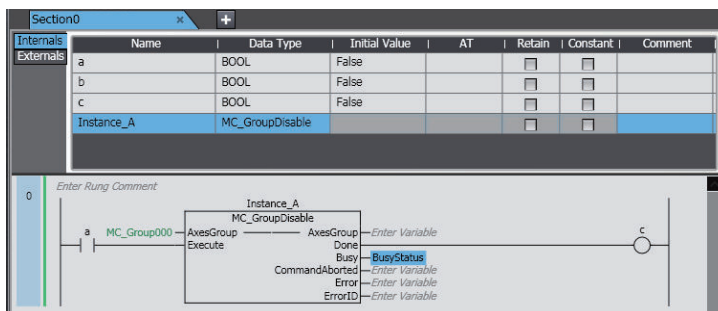 Section0 × +
Internals
Externals
Name Data Type Initial Value AT Retain Constant Comment
a BOOL False
b BOOL False
c BOOL False
Instance_A MC_GroupDisable
0 Enter Rung Comment
Instance_A
MC_GroupDisable
a MC_Group000 AxesGroup AxesGroup Enter Variable c
Execute Done
Busy BusyStatus
CommandAborted Enter Variable
Error Enter Variable
ErrorID Enter Variable